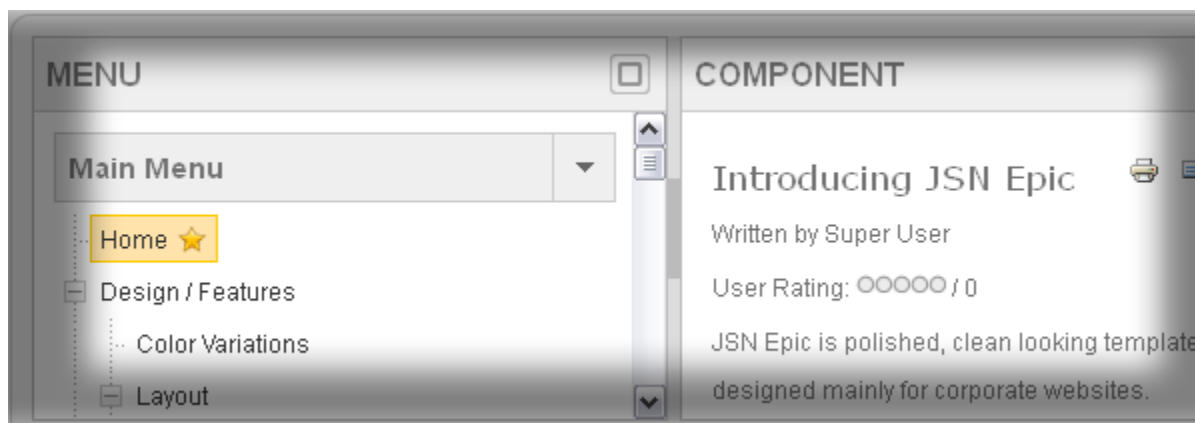 MENU
Main Menu
Home
Design / Features
Color Variations
Layout
COMPONENT
Introducing JSN Epic
Written by Super User
User Rating: / 0
JSN Epic is polished, clean looking template
designed mainly for corporate websites.